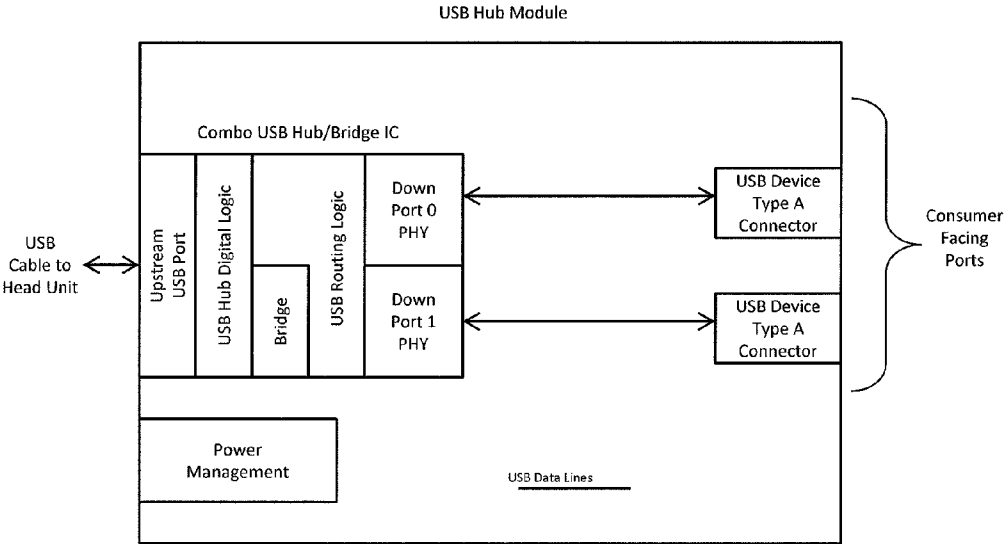 USB Hub Module
Combo USB Hub/Bridge IC
USB
Cable to
Head Unit
Upstream
USB Port
USB Hub Digital Logic
Bridge
USB Routing Logic
Down
Port 0
PHY
Down
Port 1
PHY
USB Device
Type A
Connector
USB Device
Type A
Connector
Consumer
Facing
Ports
Power
Management
USB Data Lines